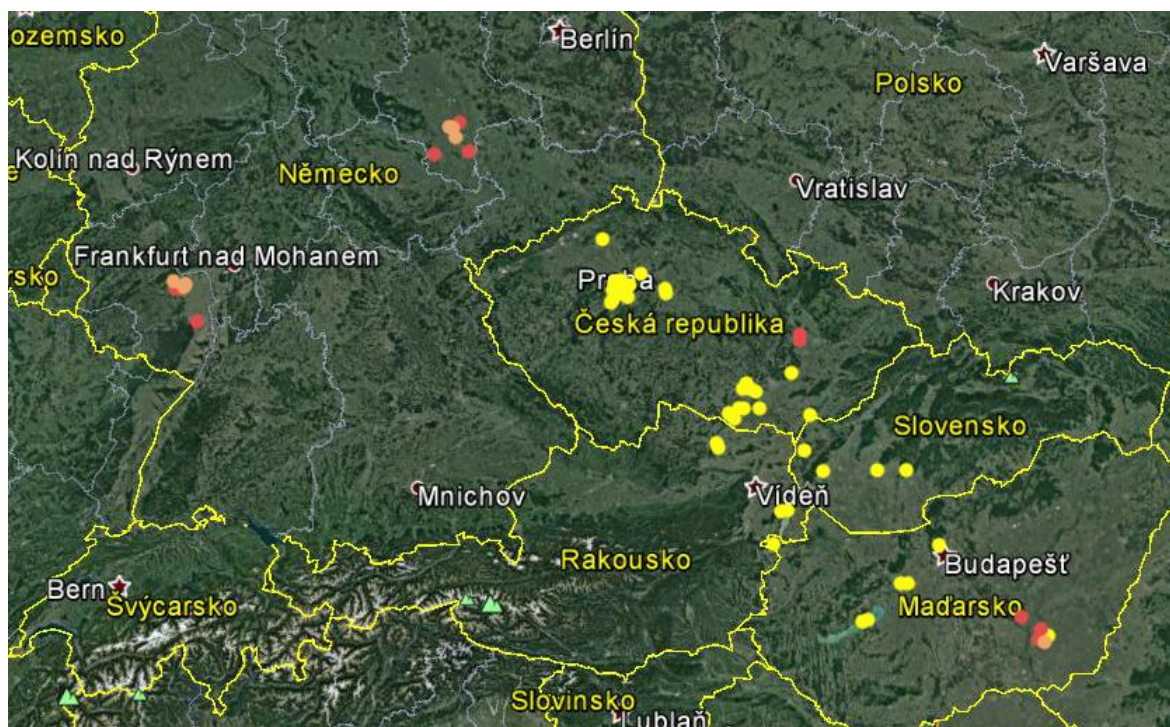 ozemsko
Berlín
Varšava
Polsko
Kolín nad Rýnem
e
Německo
Vratislav
Frankfurt nad Mohanem
rsko
Praha
Krakov
Česká republika
Slovensko
Mnichov
Vídeň
Rakousko
Budapešť
Bern
Švýcarsko
Maďarsko
Slovinsko
Lublaň